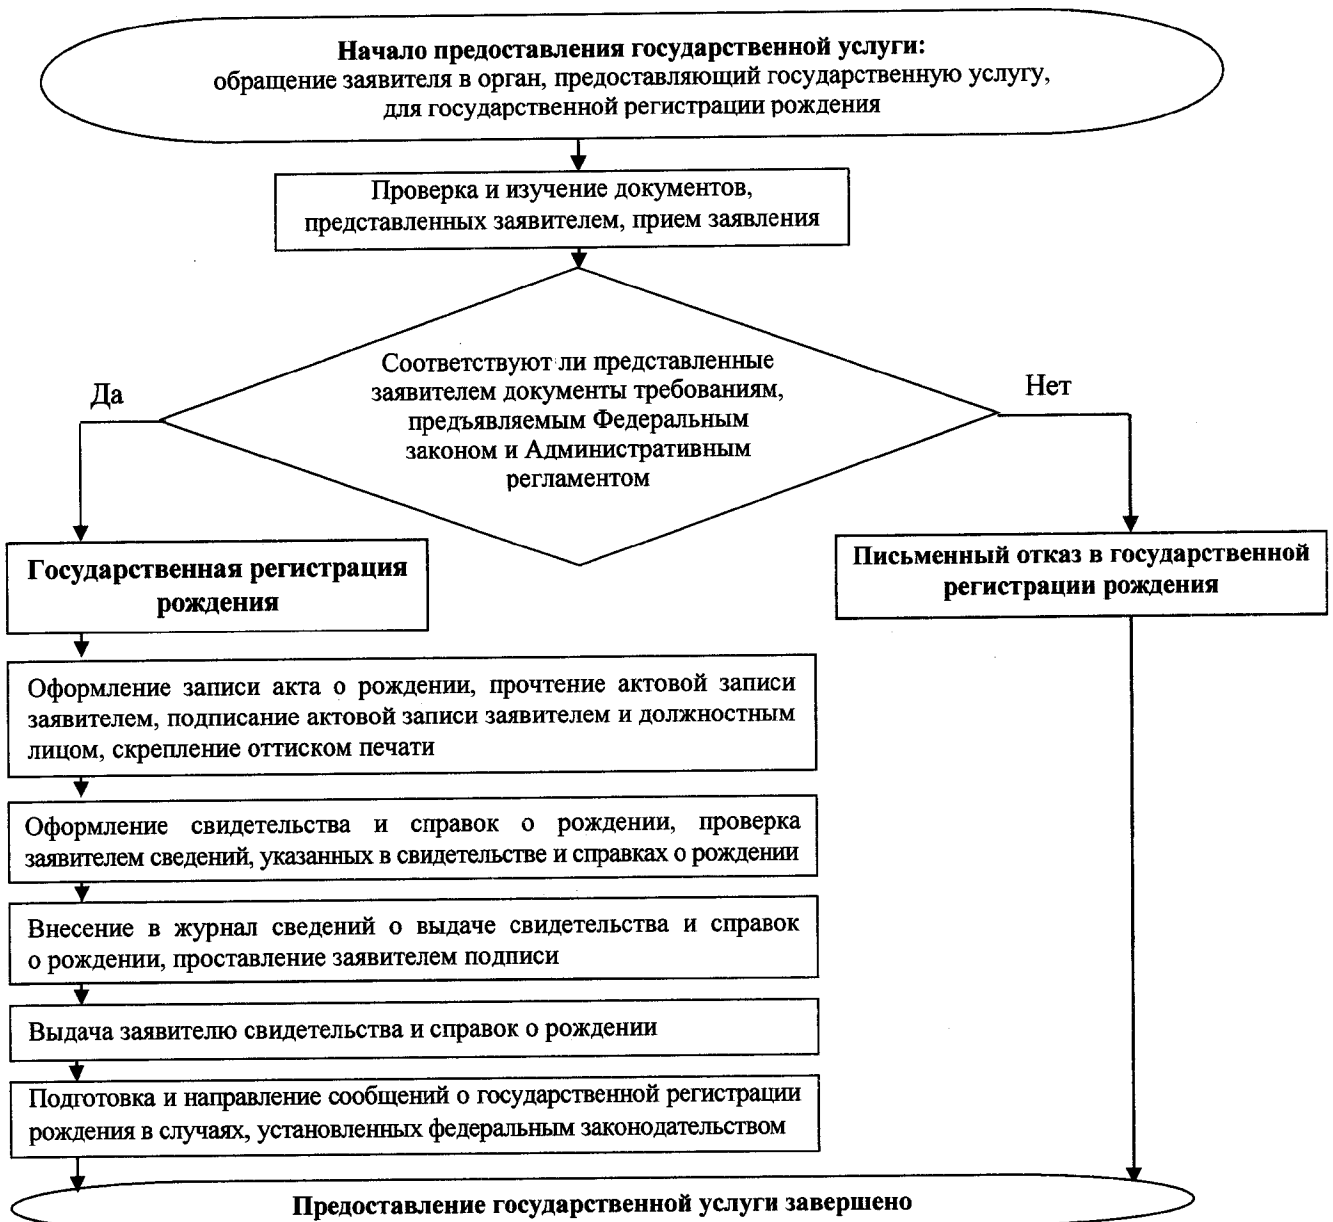 Начало предоставления государственной услуги:
обращение заявителя в орган, предоставляющий государственную услугу,
для государственной регистрации рождения
Проверка и изучение документов,
представленных заявителем, прием заявления
Соответствуют ли представленные
заявителем документы требованиям,
предъявляемым Федеральным
законом и Административным
регламентом
Да
Нет
Государственная регистрация
рождения
Письменный отказ в государственной
регистрации рождения
Оформление записи акта о рождении, прочтение актовой записи
заявителем, подписание актовой записи заявителем и должностным
лицом, скрепление оттиском печати
Оформление свидетельства и справок о рождении, проверка
заявителем сведений, указанных в свидетельстве и справках о рождении
Внесение в журнал сведений о выдаче свидетельства и справок
о рождении, проставление заявителем подписи
Выдача заявителю свидетельства и справок о рождении
Подготовка и направление сообщений о государственной регистрации
рождения в случаях, установленных федеральным законодательством
Предоставление государственной услуги завершено